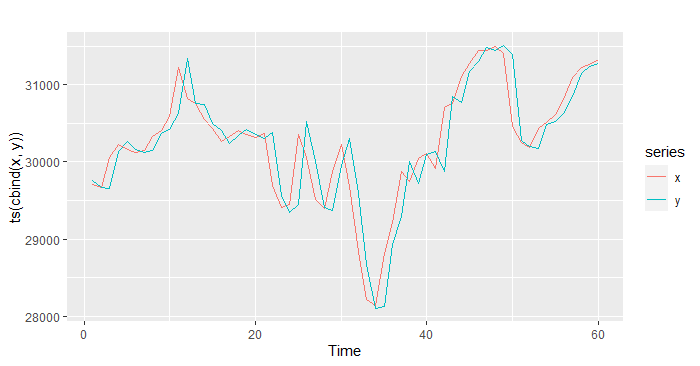 31000
30000
29000
28000
ts(cbind(x, y))
0 20 40 60
Time
series
x
y